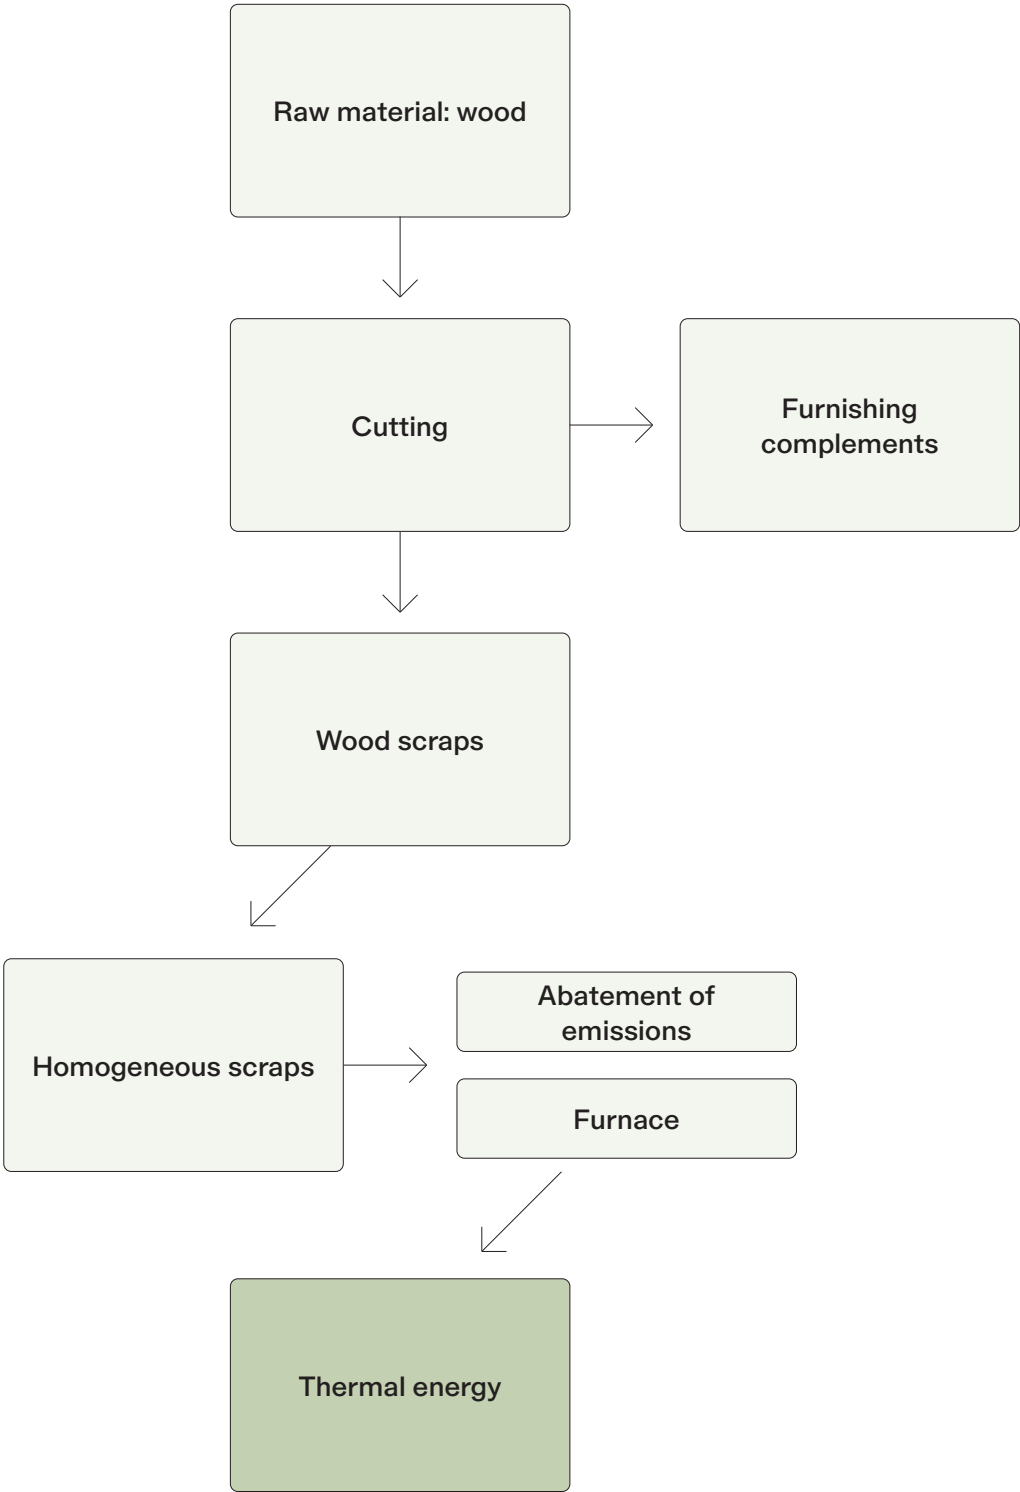 Raw material: wood
Cutting
Furnishing
complements
Wood scraps
Homogeneous scraps
Abatement of
emissions
Furnace
Thermal energy